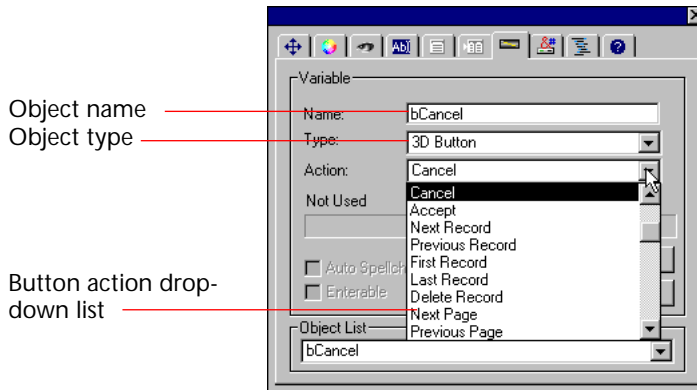 Variable
Object name
Name:
bCancel
Object type
Type:
3D Button
Action:
Cancel
Not Used
Cancel
Accept
Next Record
Previous Record
First Record
Last Record
Delete Record
Next Page
Previous Page
Auto Spellch
Enterable
Button action drop-
down list
Object List
bCancel